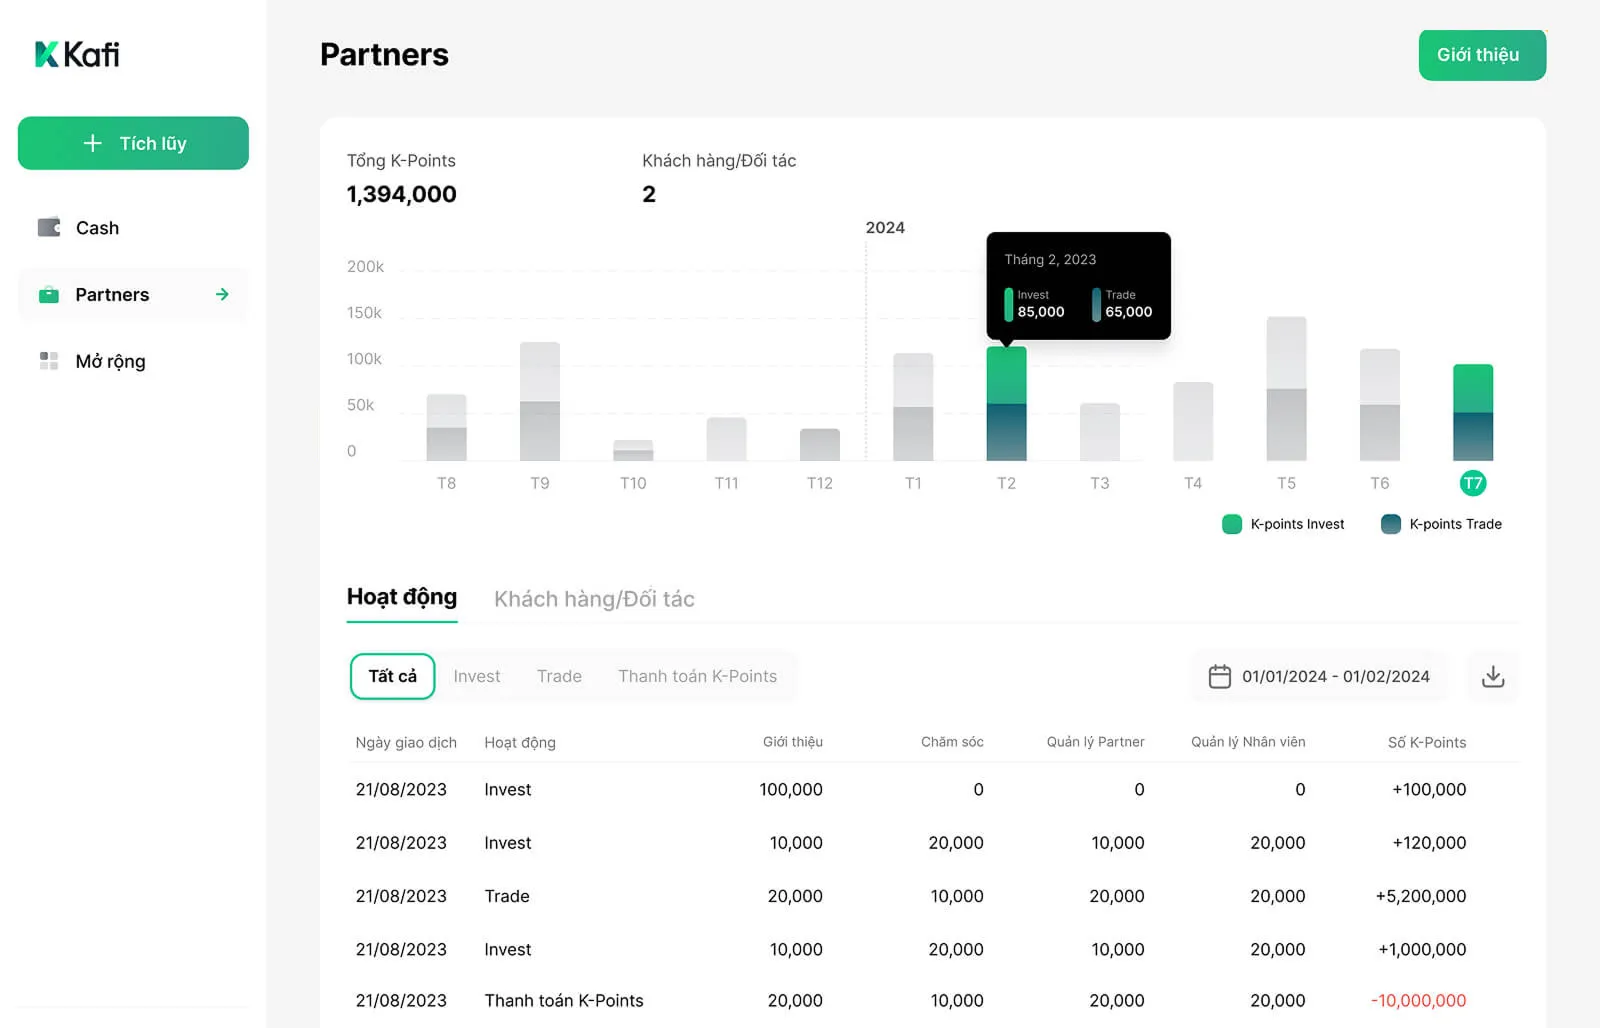 Kafi
Partners
Giới thiệu
Tích lũy
Cash
Partners
Mở rộng
Tổng K-Points
1,394,000
Khách hàng/Đối tác
2
2024
Tháng 2, 2023
Invest
85,000
Trade
65,000
200k
150k
100k
50k
0
T8 T9 T10 T11 T12 T1 T2 T3 T4 T5 T6 T7
K-points Invest K-points Trade
Hoạt động Khách hàng/Đối tác
Tất cả Invest Trade Thanh toán K-Points 01/01/2024 - 01/02/2024
Ngày giao dịch Hoạt động Giới thiệu Chăm sóc Quản lý Partner Quản lý Nhân viên Số K-Points
21/08/2023 Invest 100,000 0 0 0 +100,000
21/08/2023 Invest 10,000 20,000 10,000 20,000 +120,000
21/08/2023 Trade 20,000 10,000 20,000 20,000 +5,200,000
21/08/2023 Invest 10,000 20,000 10,000 20,000 +1,000,000
21/08/2023 Thanh toán K-Points 20,000 10,000 20,000 20,000 -10,000,000